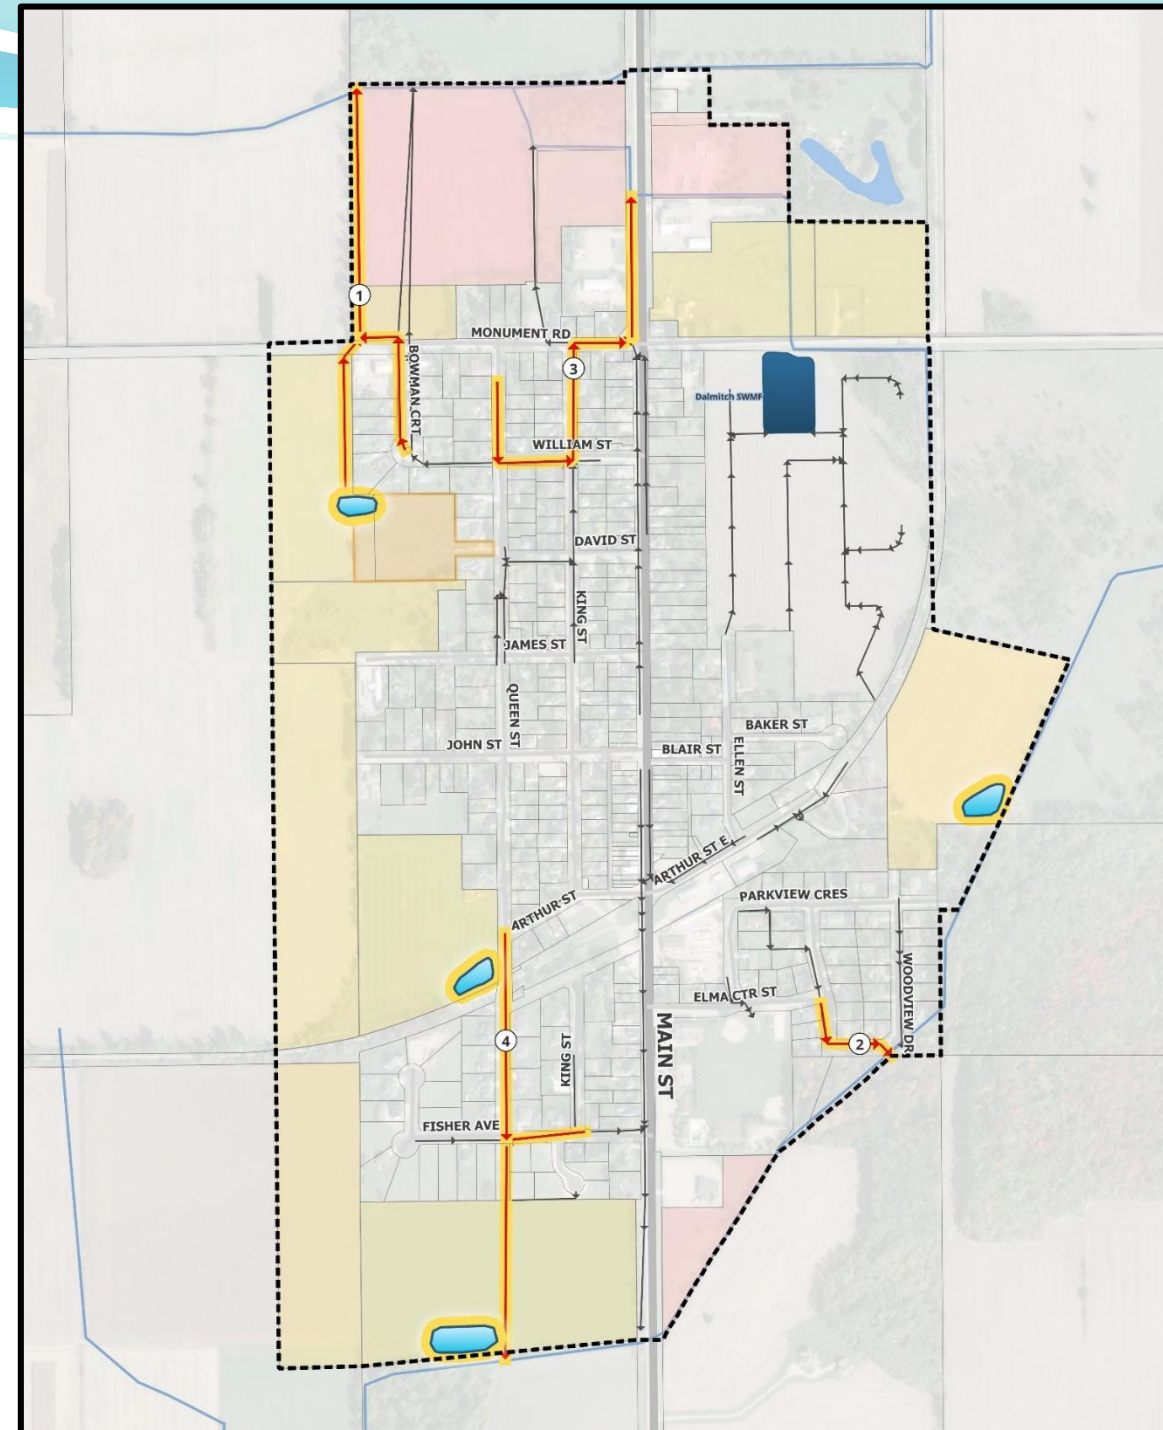 1
MONUMENT RD
3
BOWMAN CRT
Dalmitch SWMF
WILLIAM ST
DAVID ST
KING ST
JAMES ST
QUEEN ST
BAKER ST
JOHN ST
BLAIR ST
ELLEN ST
ARTHUR ST E
PARKVIEW CRES
ARTHUR ST
WOODVIEW DR
ELMA CTR ST
MAIN ST
4
2
KING ST
FISHER AVE